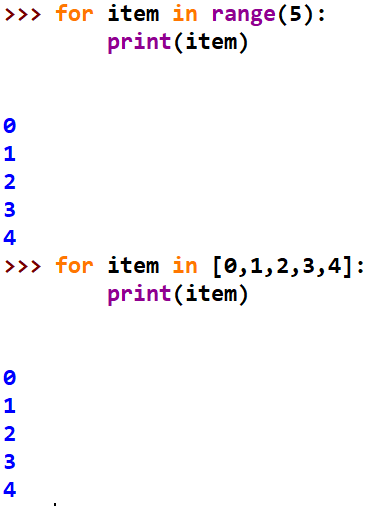 >>> for item in range(5):
        print(item)
0
1
2
3
4
>>> for item in [0,1,2,3,4]:
        print(item)
0
1
2
3
4